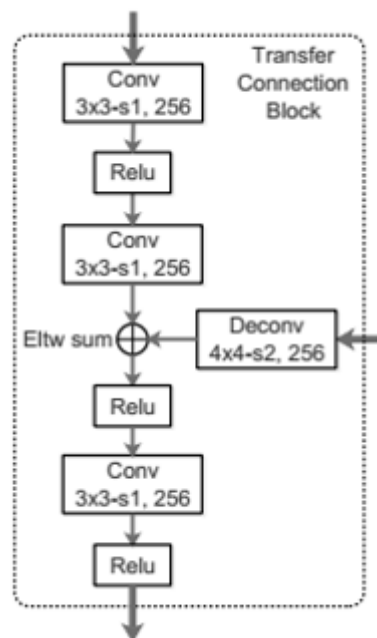 Transfer
Connection
Block
Conv
3x3-s1, 256
Relu
Conv
3x3-s1, 256
Eltw sum
Deconv
4x4-s2, 256
Relu
Conv
3x3-s1, 256
Relu